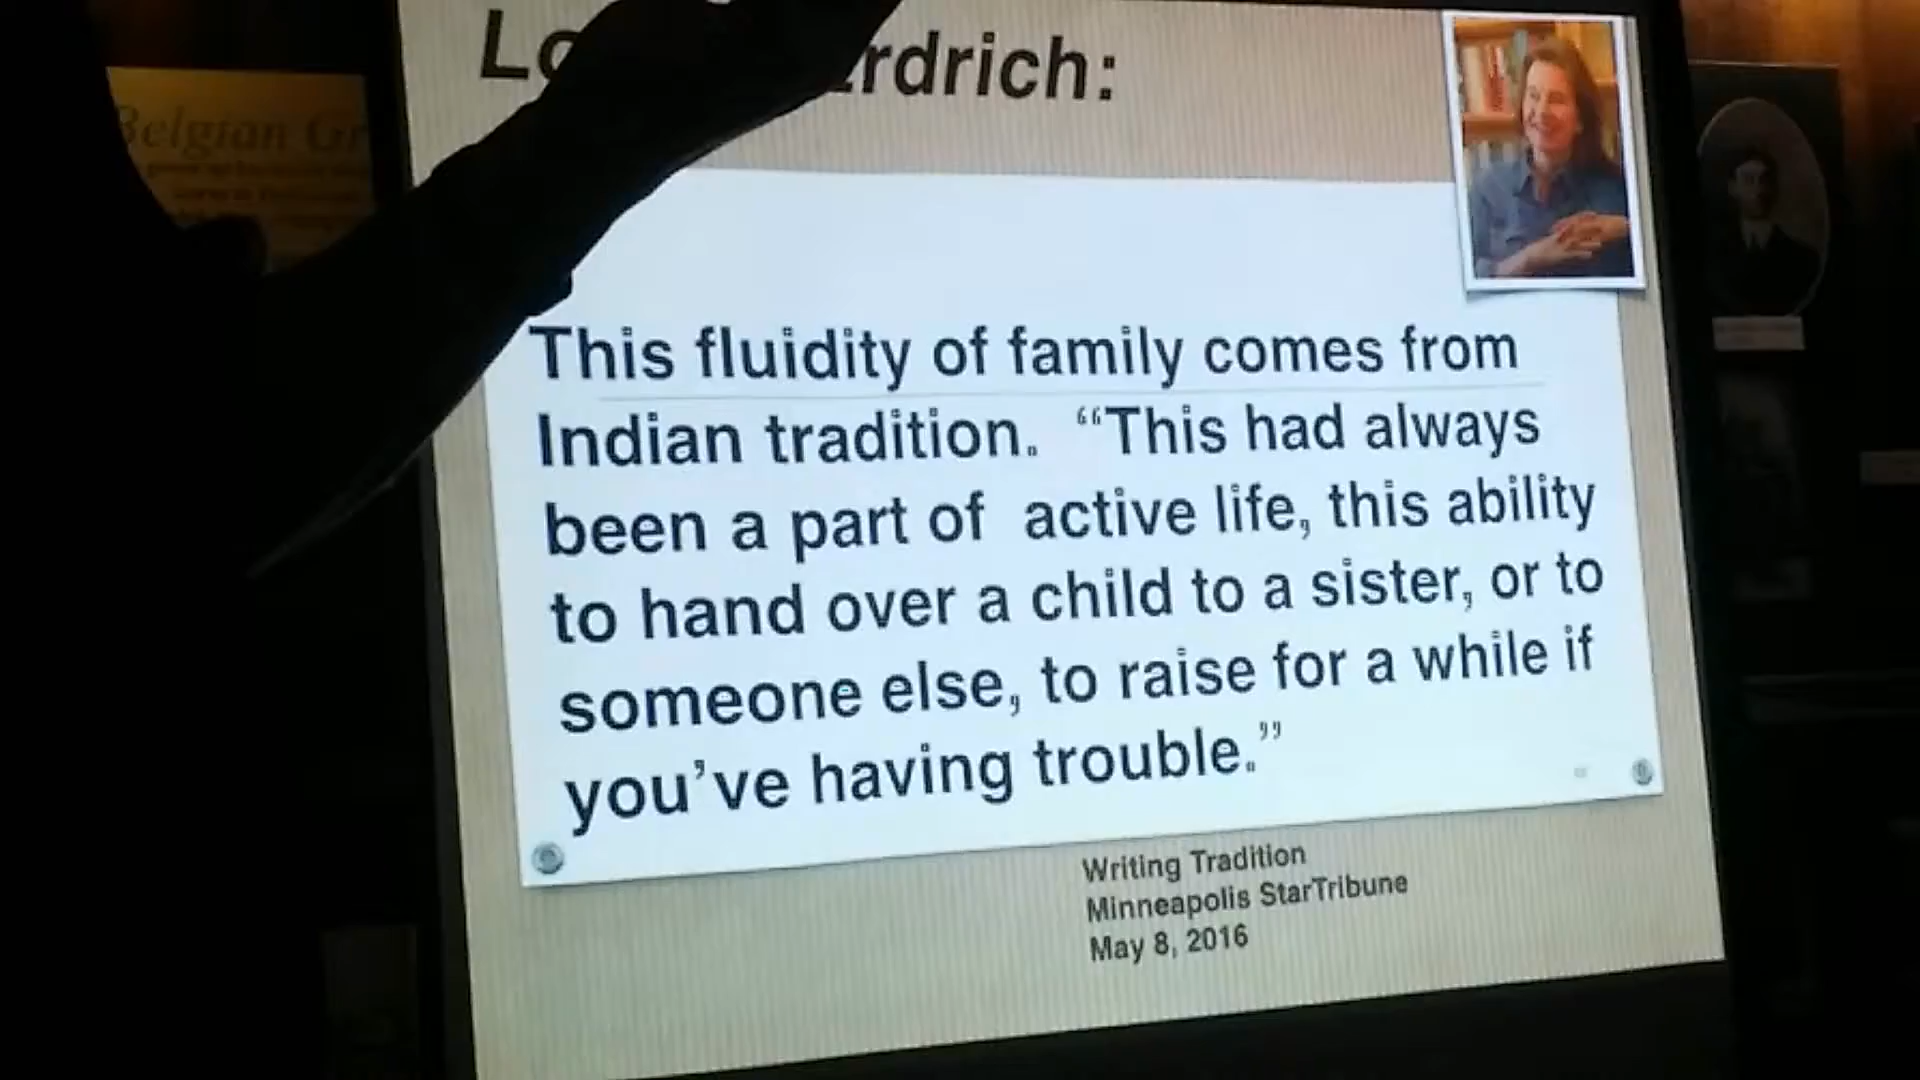 Belgian Gr
Lo rdrich:
This fluidity of family comes from
Indian tradition. “This had always
been a part of active life, this ability
to hand over a child to a sister, or to
someone else, to raise for a while if
you’ve having trouble.”
Writing Tradition
Minneapolis StarTribune
May 8, 2016